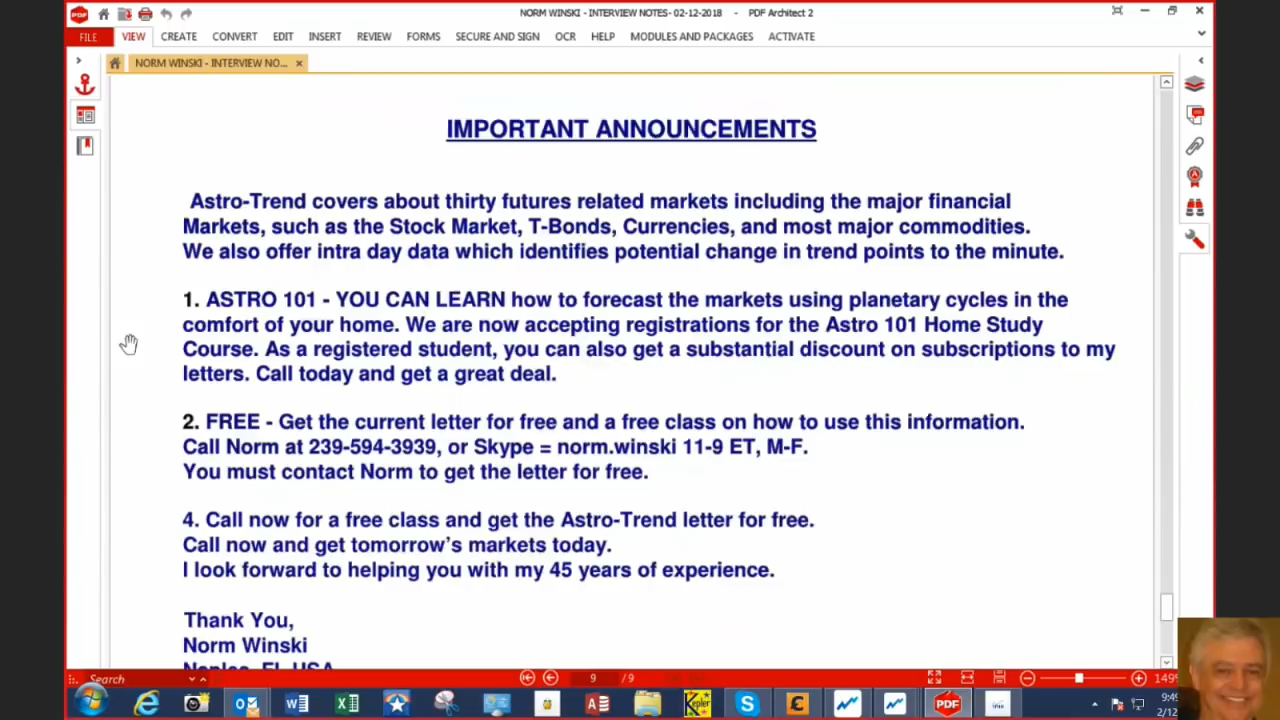 NORM WINSKI - INTERVIEW NOTES- 02-12-2018 - PDF Architect 2
FILE VIEW CREATE CONVERT EDIT INSERT REVIEW FORMS SECURE AND SIGN OCR HELP MODULES AND PACKAGES ACTIVATE
NORM WINSKI - INTERVIEW NO... ×
IMPORTANT ANNOUNCEMENTS
Astro-Trend covers about thirty futures related markets including the major financial
Markets, such as the Stock Market, T-Bonds, Currencies, and most major commodities.
We also offer intra day data which identifies potential change in trend points to the minute.
1. ASTRO 101 - YOU CAN LEARN how to forecast the markets using planetary cycles in the
comfort of your home. We are now accepting registrations for the Astro 101 Home Study
Course. As a registered student, you can also get a substantial discount on subscriptions to my
letters. Call today and get a great deal.
2. FREE - Get the current letter for free and a free class on how to use this information.
Call Norm at 239-594-3939, or Skype = norm.winski 11-9 ET, M-F.
You must contact Norm to get the letter for free.
4. Call now for a free class and get the Astro-Trend letter for free.
Call now and get tomorrow's markets today.
I look forward to helping you with my 45 years of experience.
Thank You,
Norm Winski
Naples, FL USA
Search 9 /9 149%
Kepler PDF
9:49
2/12